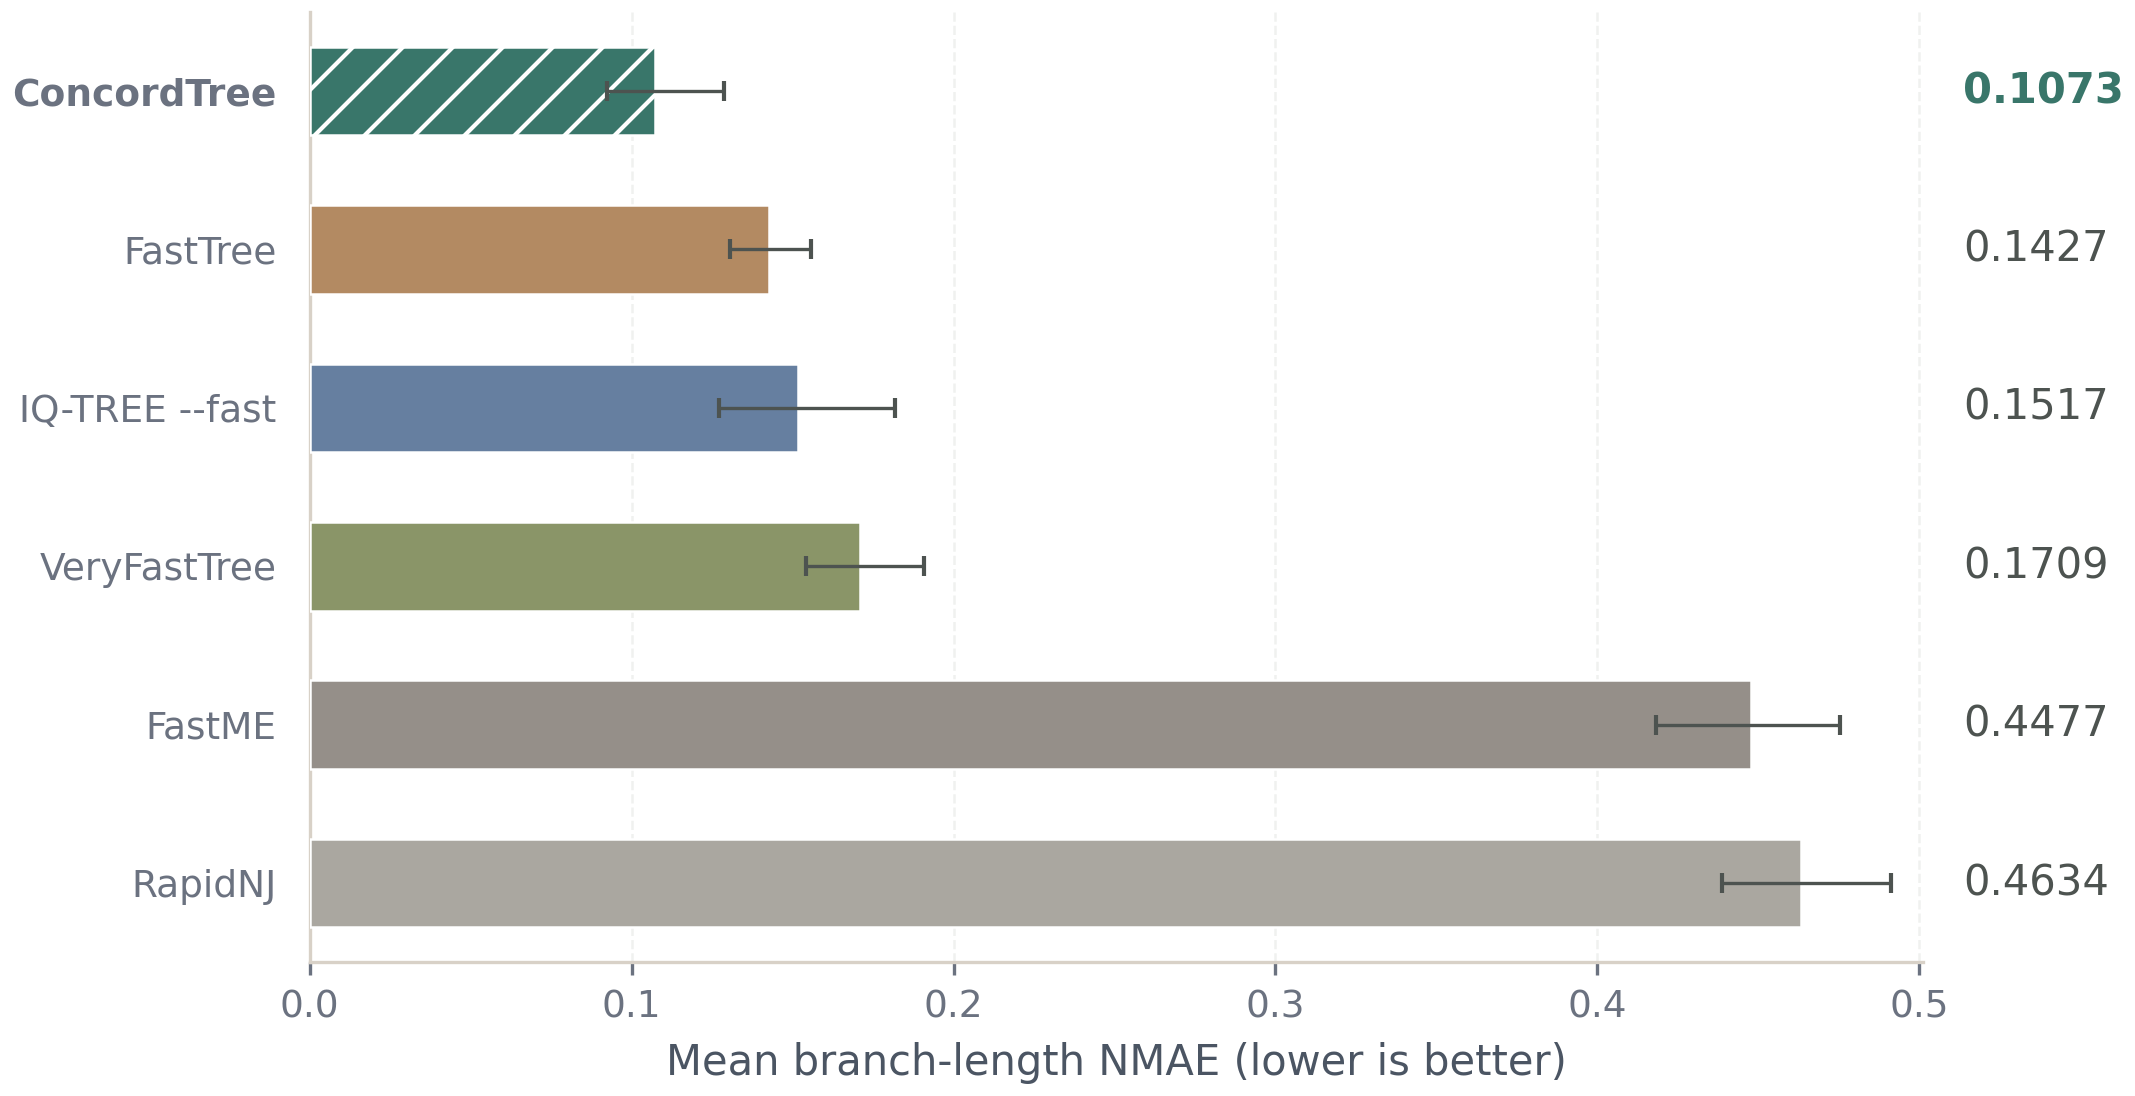 ConcordTree 0.1073
FastTree 0.1427
IQ-TREE --fast 0.1517
VeryFastTree 0.1709
FastME 0.4477
RapidNJ 0.4634
0.0 0.1 0.2 0.3 0.4 0.5
Mean branch-length NMAE (lower is better)